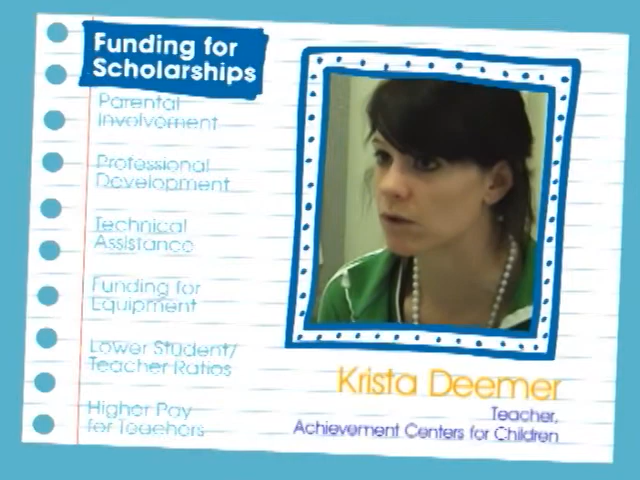 Funding for
Scholarships
Parental
Involvement
Professional
Development
Technical
Assistance
Funding for
Equipment
Lower Student/
Teacher Ratios
Higher Pay
for Teachers
Krista Deemer
Teacher,
Achievement Centers for Children